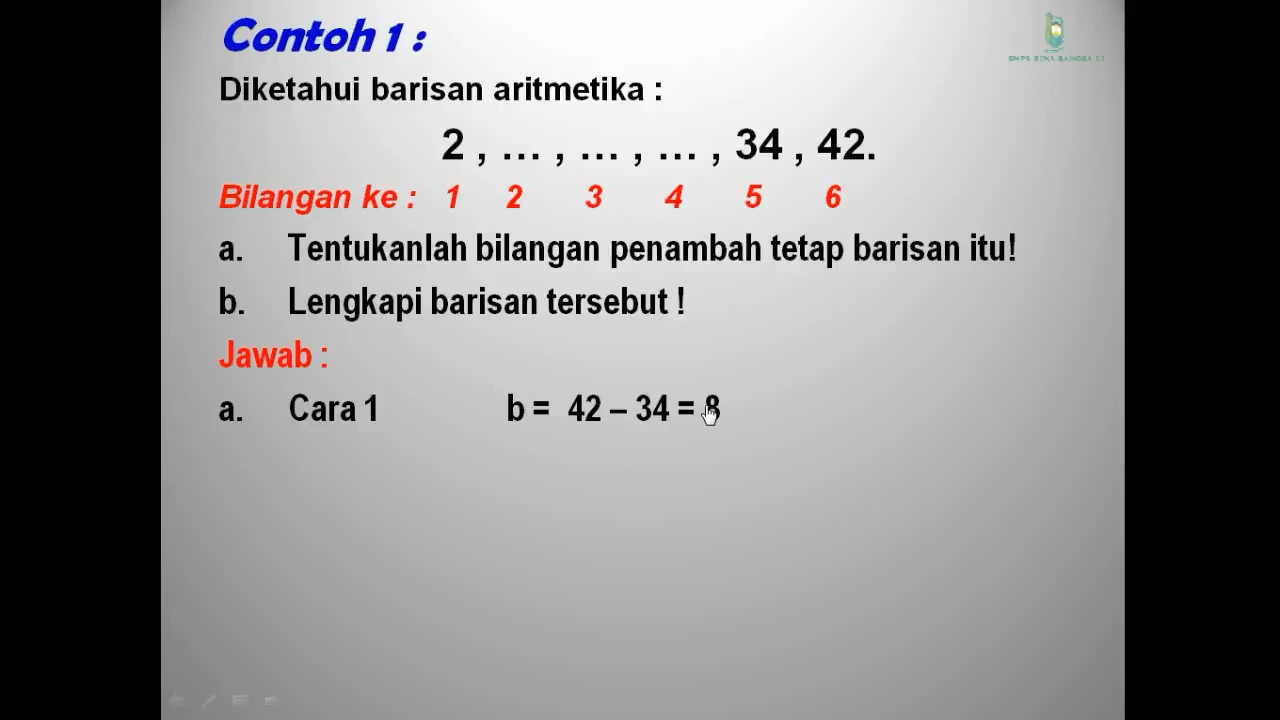 Contoh 1 :
Diketahui barisan aritmetika :
2 , … , … , … , 34 , 42.
Bilangan ke : 1 2 3 4 5 6
a. Tentukanlah bilangan penambah tetap barisan itu!
b. Lengkapi barisan tersebut !
Jawab :
a. Cara 1 b = 42 – 34 = 8